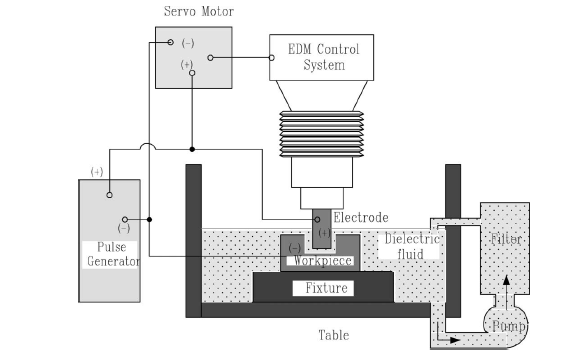 Servo Motor
(-)
(+)
EDM Control
System
(+)
(-)
Pulse
Generator
Electrode
(+)
(-)
Workpiece
Dielectric
fluid
Filter
Fixture
Pump
Table